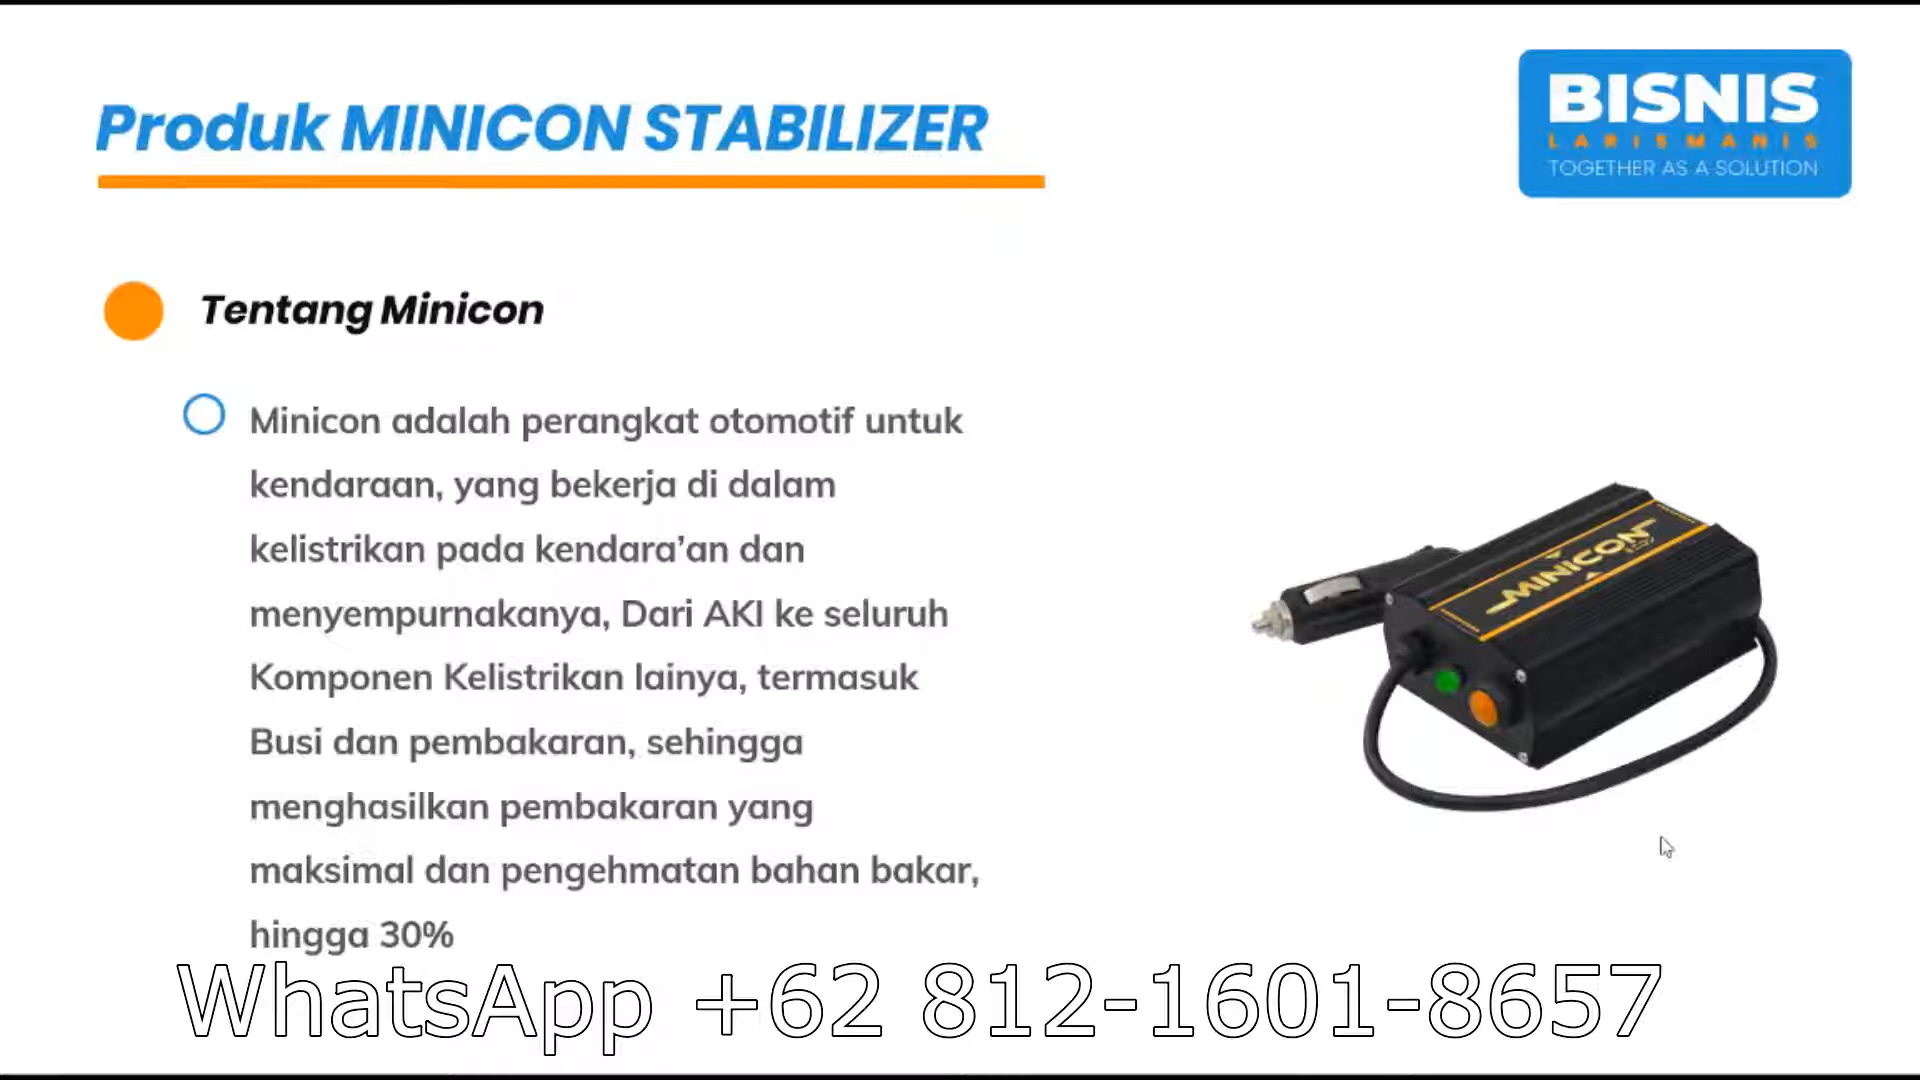 Produk MINICON STABILIZER
BISNIS
LARISMANIS
TOGETHER AS A SOLUTION
Tentang Minicon
Minicon adalah perangkat otomotif untuk
kendaraan, yang bekerja di dalam
kelistrikan pada kendara’an dan
menyempurnakanya, Dari AKI ke seluruh
Komponen Kelistrikan lainya, termasuk
Busi dan pembakaran, sehingga
menghasilkan pembakaran yang
maksimal dan pengehmatan bahan bakar,
hingga 30%
MINICON
WhatsApp +62 812-1601-8657